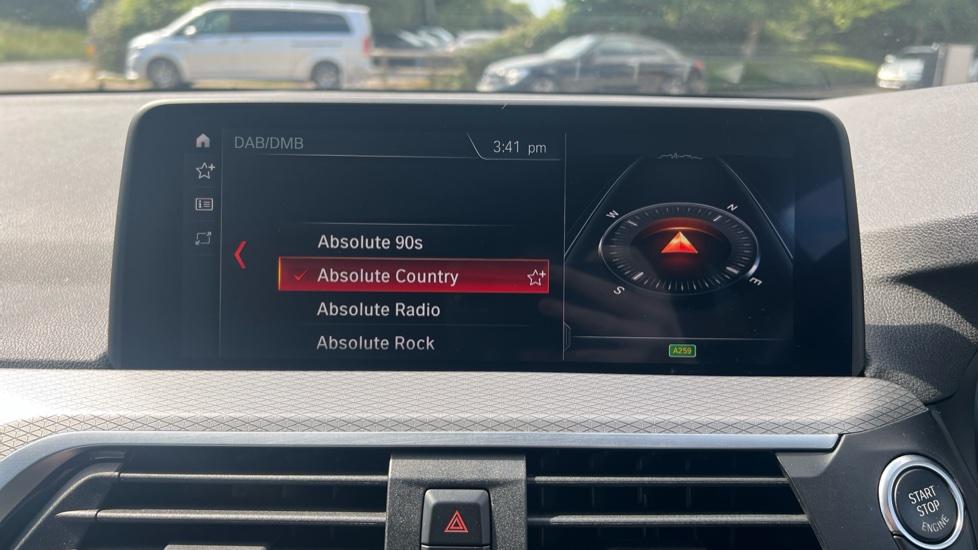 DAB/DMB
3:41 pm
Absolute 90s
Absolute Country
Absolute Radio
Absolute Rock
W
N
S
E
A259
START
STOP
ENGINE